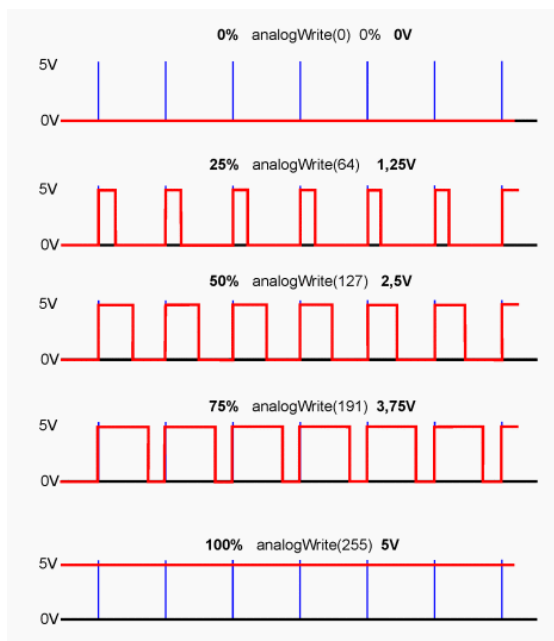 0% analogWrite(0) 0% 0V
5V
0V
25% analogWrite(64) 1,25V
5V
0V
50% analogWrite(127) 2,5V
5V
0V
75% analogWrite(191) 3,75V
5V
0V
100% analogWrite(255) 5V
5V
0V